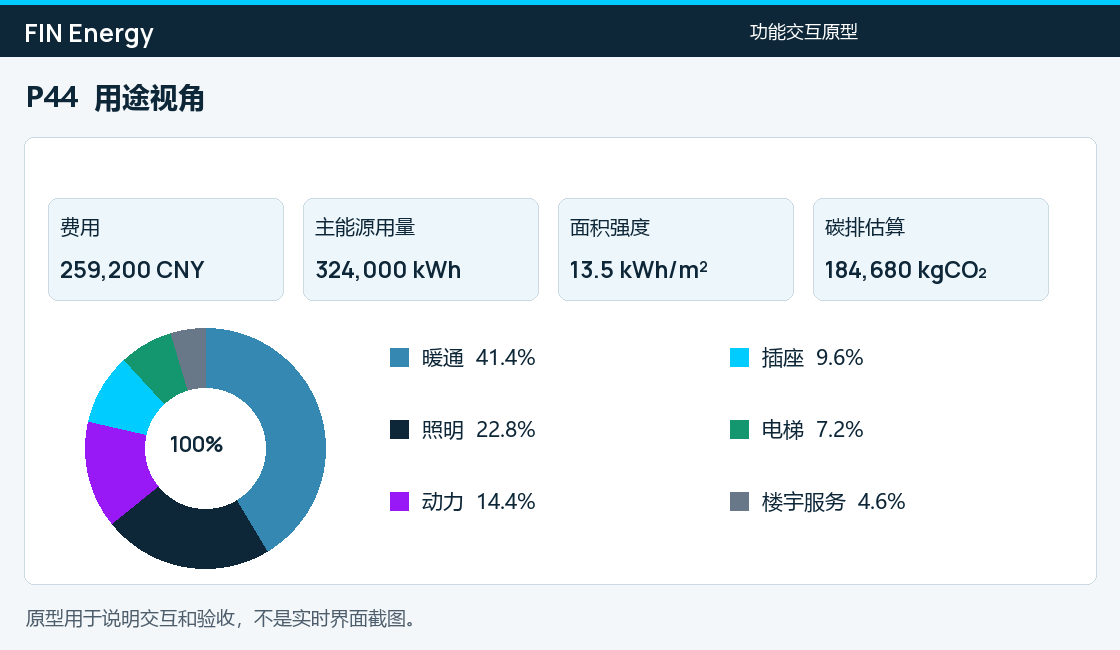 FIN Energy
功能交互原型
P44 用途视角
费用
259,200 CNY
主能源用量
324,000 kWh
面积强度
13.5 kWh/m²
碳排估算
184,680 kgCO₂
100%
暖通 41.4%
照明 22.8%
动力 14.4%
插座 9.6%
电梯 7.2%
楼宇服务 4.6%
原型用于说明交互和验收，不是实时界面截图。